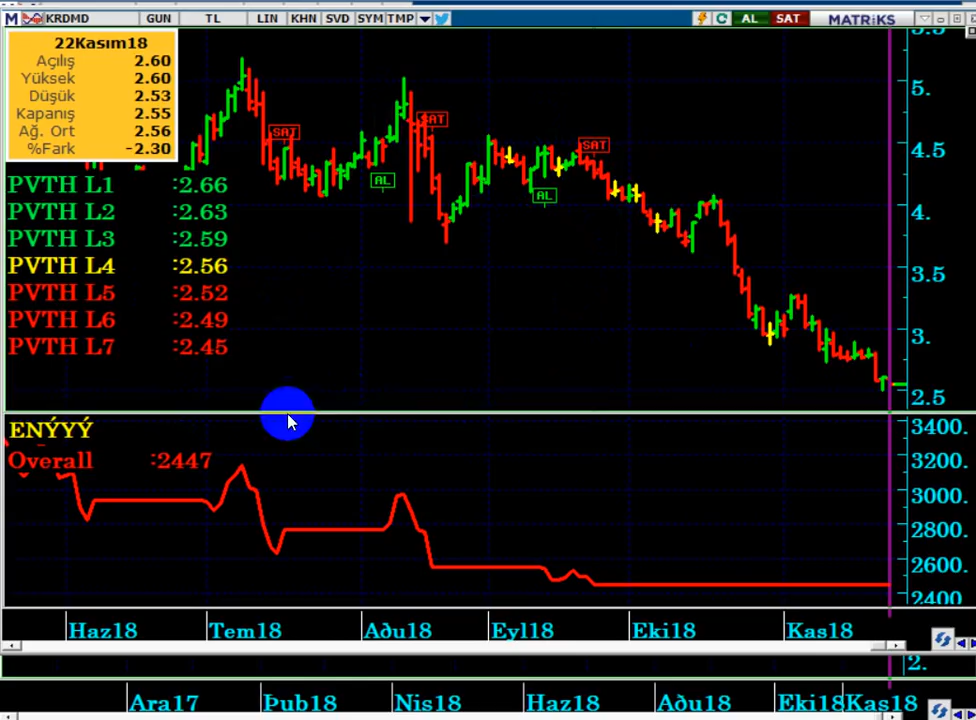 M KRDMD GUN TL LIN KHN SVD SYM TMP C AL SAT MATRiKS
22Kasım18
Açılış 2.60
Yüksek 2.60
Düşük 2.53
Kapanış 2.55
Ağ. Ort 2.56
%Fark -2.30
PVTH L1 :2.66
PVTH L2 :2.63
PVTH L3 :2.59
PVTH L4 :2.56
PVTH L5 :2.52
PVTH L6 :2.49
PVTH L7 :2.45
SAT
AL
SAT
AL
SAT
5.5
5.
4.5
4.
3.5
3.
2.5
ENÝYÝ
Overall :2447
3400.
3200.
3000.
2800.
2600.
2400
Haz18 Tem18 Aðu18 Eyl18 Eki18 Kas18
2.
Ara17 Þub18 Nis18 Haz18 Aðu18 Eki18 Kas18